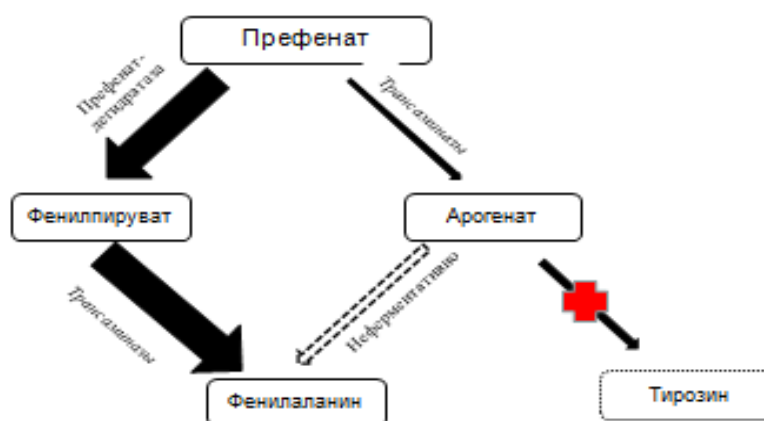 Префенат
Префенат-
дегидратаза
Трансаминазы
Фенилпируват
Арогенат
Трансаминазы
Неферментативно
Фенилаланин
Тирозин